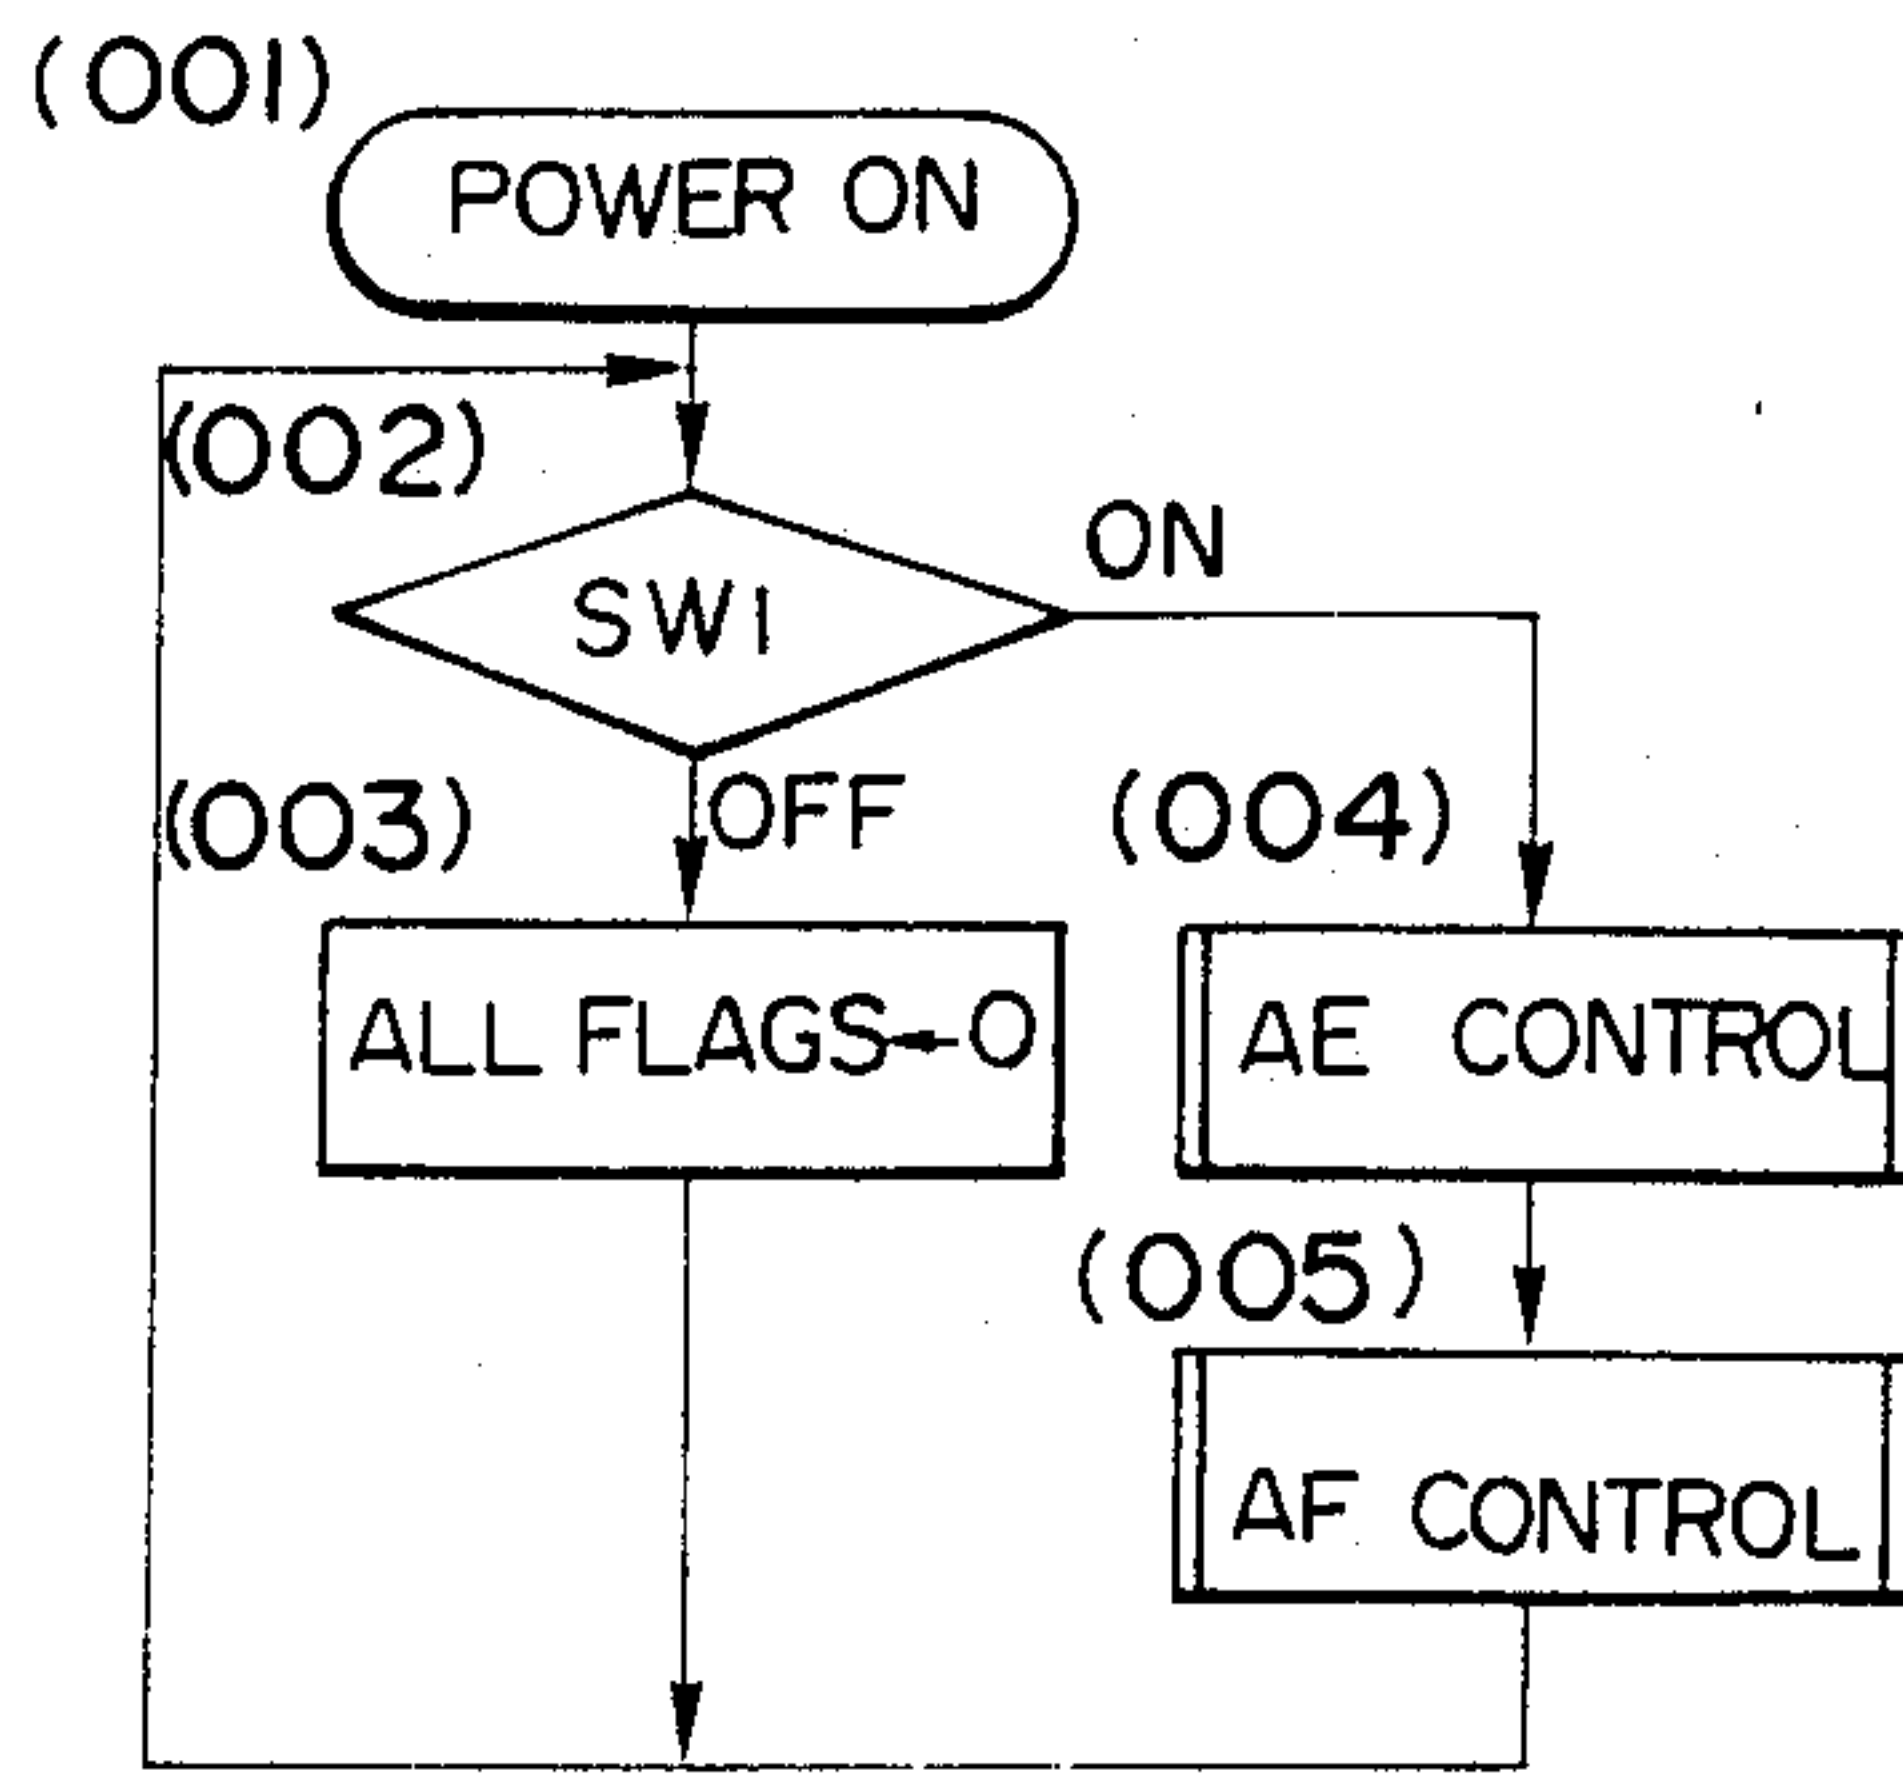 (001)
POWER ON
(002)
SW1
ON
(003)
OFF
(004)
ALL FLAGS←0
AE CONTROL
(005)
AF CONTROL